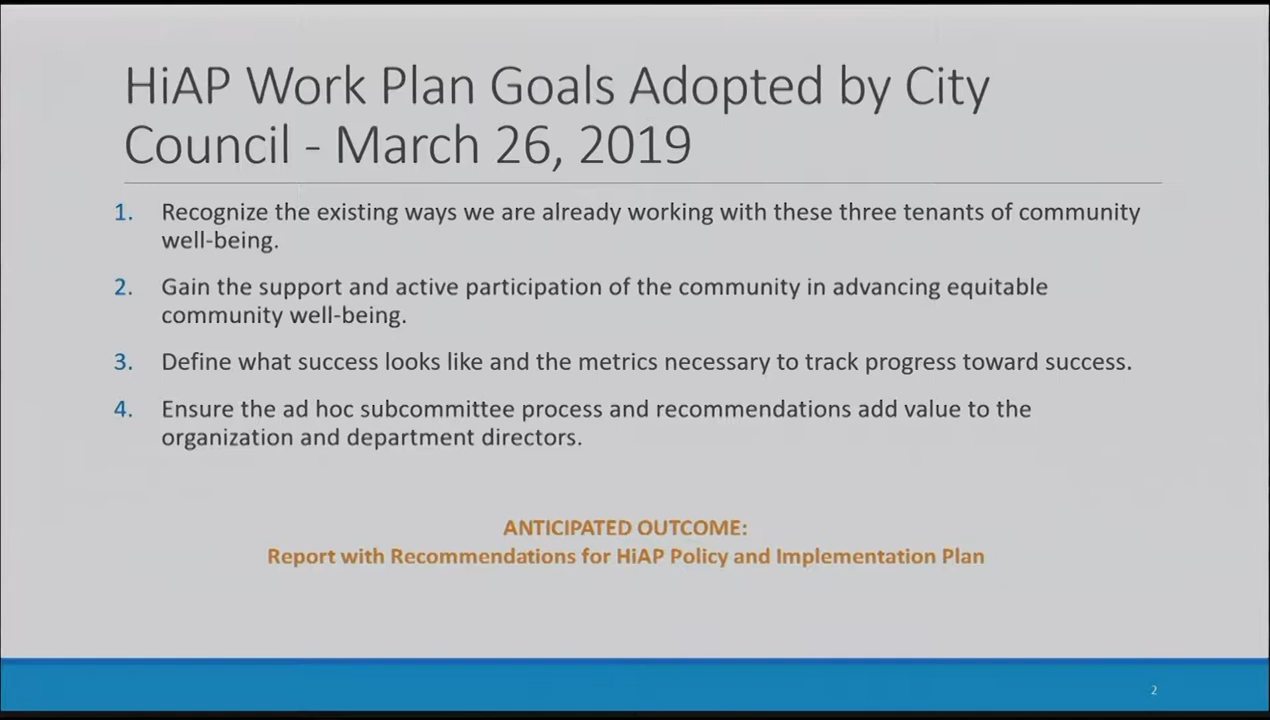 HiAP Work Plan Goals Adopted by City
Council - March 26, 2019
1. Recognize the existing ways we are already working with these three tenants of community
well-being.
2. Gain the support and active participation of the community in advancing equitable
community well-being.
3. Define what success looks like and the metrics necessary to track progress toward success.
4. Ensure the ad hoc subcommittee process and recommendations add value to the
organization and department directors.
ANTICIPATED OUTCOME:
Report with Recommendations for HiAP Policy and Implementation Plan
2